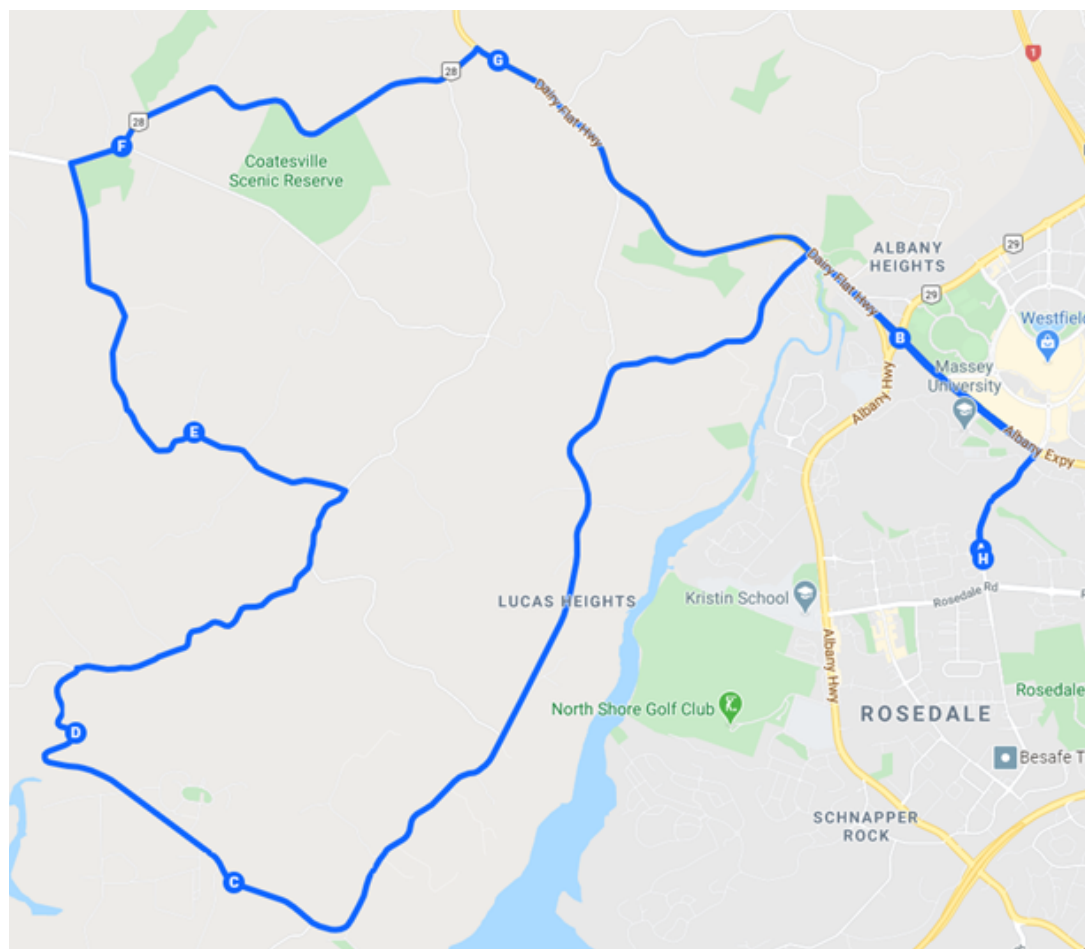 1
28
G
Dairy Flat Hwy
28
F
Coatesville
Scenic Reserve
ALBANY
HEIGHTS
29
Dairy Flat Hwy
29
Westfield
B
Massey
University
Albany Hwy
E
Albany Expy
H
LUCAS HEIGHTS
Kristin School
Rosedale Rd
Albany Hwy
Rosedale
North Shore Golf Club
ROSEDALE
D
Besafe T
SCHNAPPER
ROCK
C